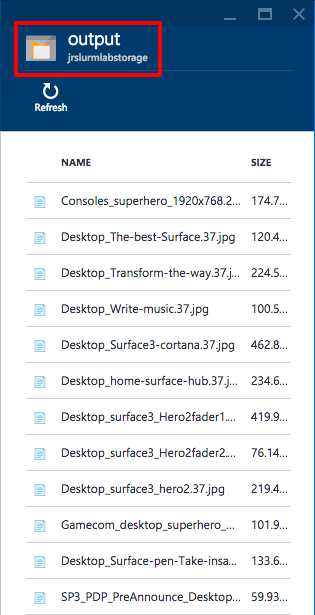 output
jrslurmlabstorage
Refresh
NAME SIZE
Consoles_superhero_1920x768.2... 174.7...
Desktop_The-best-Surface.37.jpg 120.4...
Desktop_Transform-the-way.37.j... 224.5...
Desktop_Write-music.37.jpg 100.5...
Desktop_Surface3-cortana.37.jpg 462.8...
Desktop_home-surface-hub.37.j... 234.6...
Desktop_surface3_Hero2fader1.... 419.9...
Desktop_surface3_Hero2fader2.... 76.14...
Desktop_surface3_hero2.37.jpg 219.4...
Gamecom_desktop_superhero_... 101.9...
Desktop_Surface-pen-Take-insa... 133.6...
SP3_PDP_PreAnnounce_Desktop... 59.93...